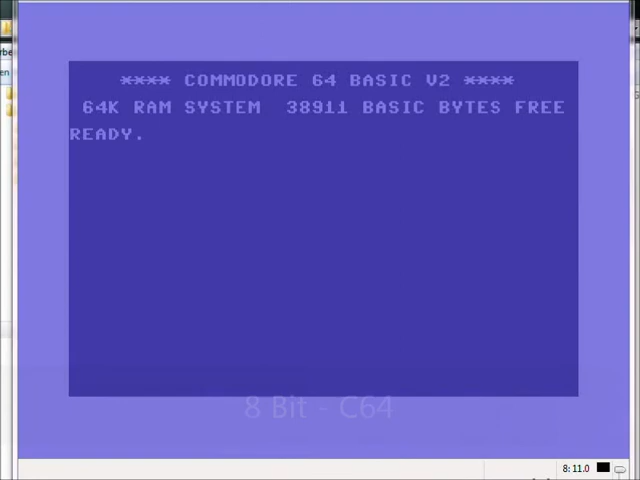 **** COMMODORE 64 BASIC V2 ****
64K RAM SYSTEM  38911 BASIC BYTES FREE
READY.
8 Bit - C64
8: 11.0